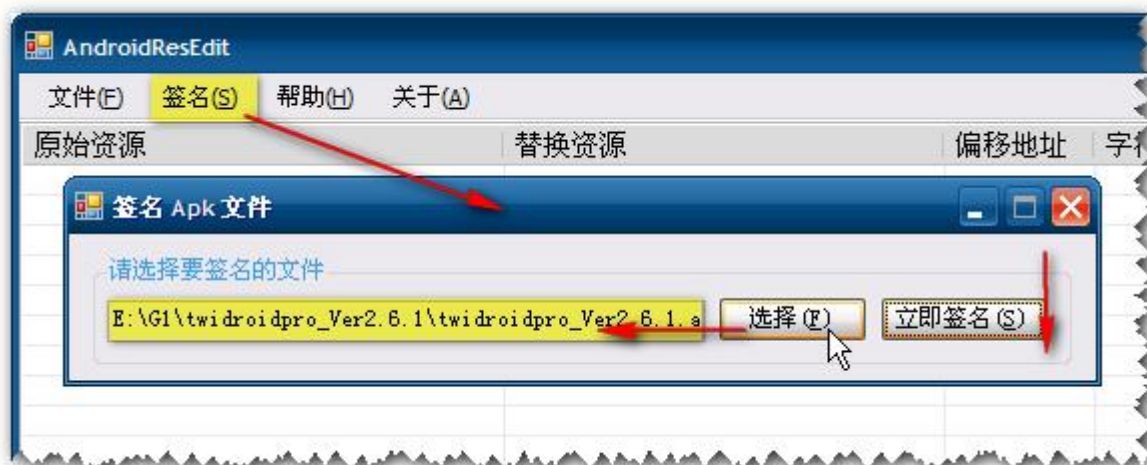 AndroidResEdit
文件(F) 签名(S) 帮助(H) 关于(A)
原始资源 替换资源 偏移地址
签名 Apk 文件
请选择要签名的文件
E:\G1\twidroidpro_Ver2.6.1\twidroidpro_Ver2.6.1.a 选择(F) 立即签名(S)